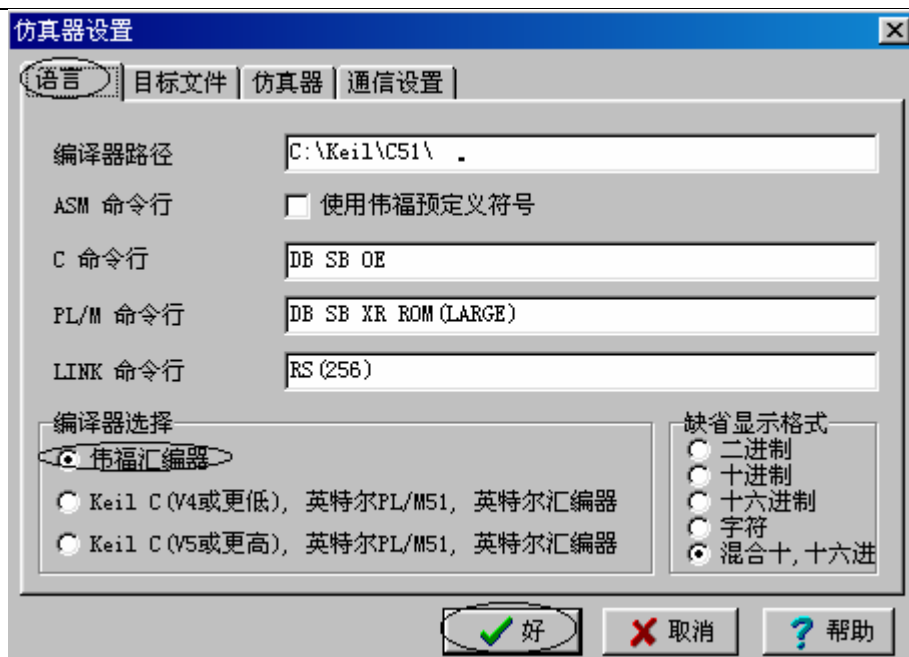 仿真器设置
语言 目标文件 仿真器 通信设置
编译器路径 C:\Keil\C51\
ASM 命令行 使用伟福预定义符号
C 命令行 DB SB OE
PL/M 命令行 DB SB XR ROM(LARGE)
LINK 命令行 RS(256)
编译器选择
伟福汇编器
Keil C(V4或更低), 英特尔PL/M51, 英特尔汇编器
Keil C(V5或更高), 英特尔PL/M51, 英特尔汇编器
缺省显示格式
二进制
十进制
十六进制
字符
混合十,十六进
好 取消 帮助